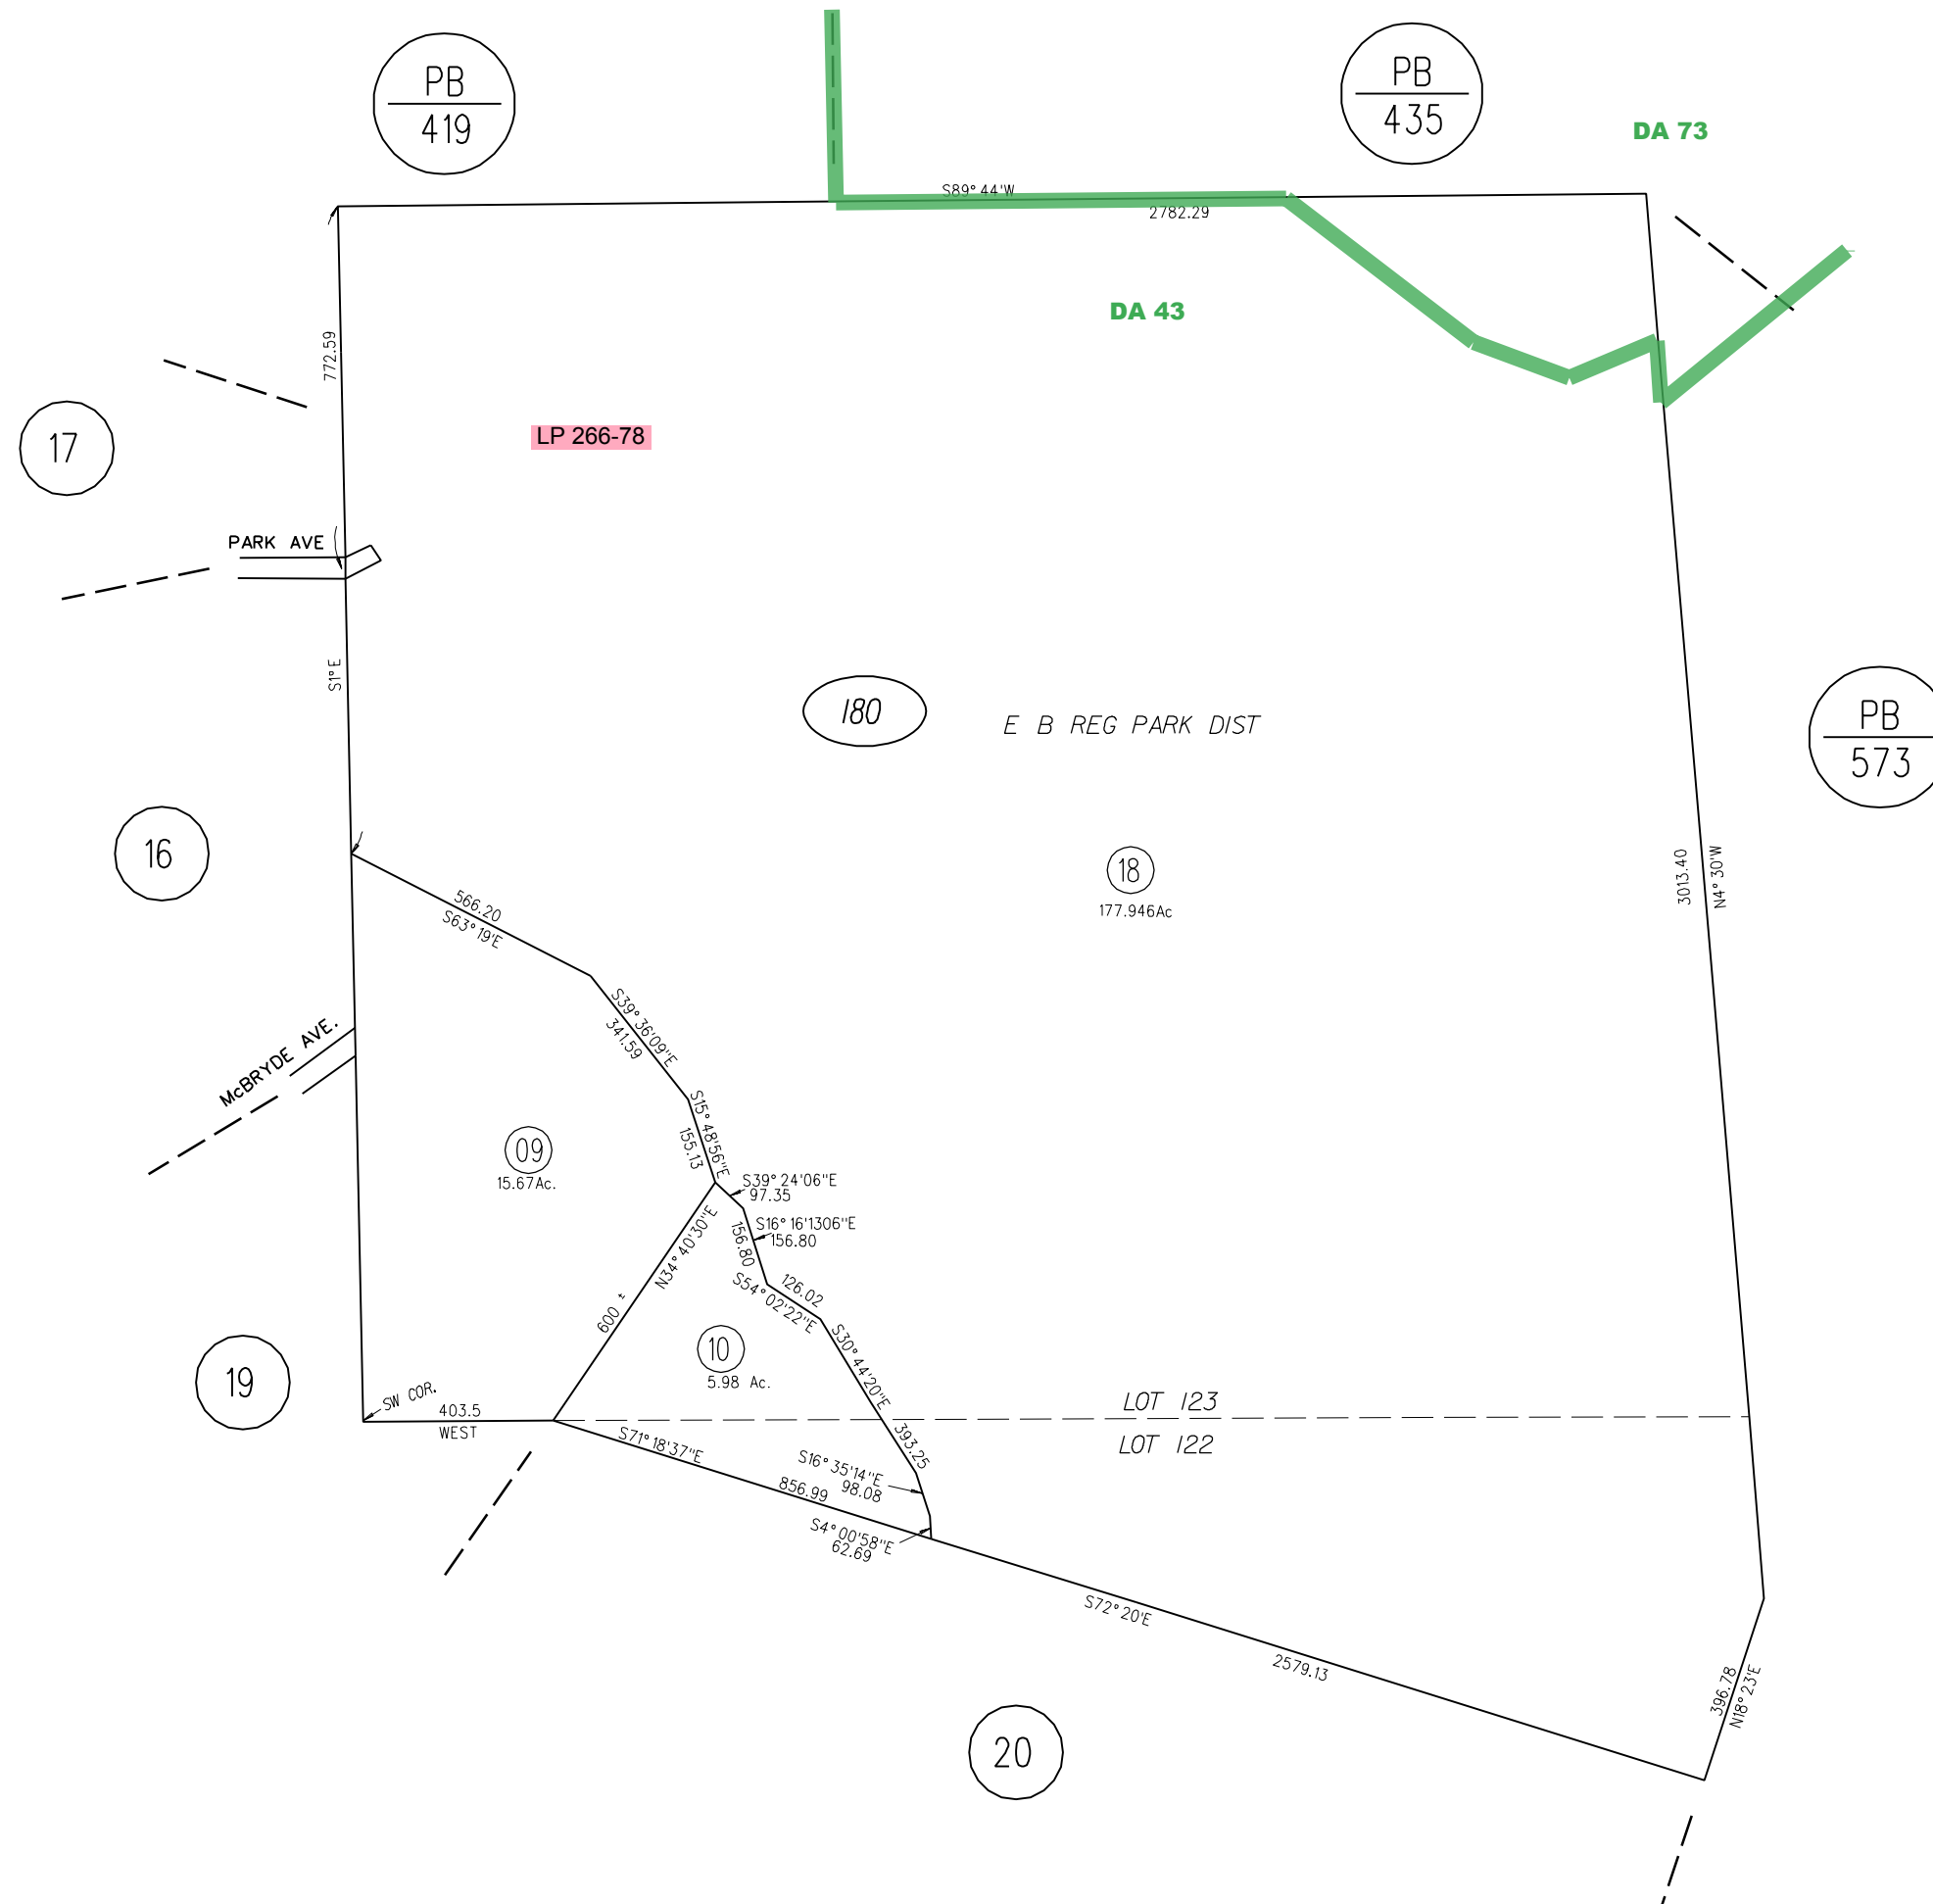 PB
419
PB
435
DA 73
S89°44'W
2782.29
DA 43
772.59
LP 266-78
17
PARK AVE
S1°E
180
E B REG PARK DIST
PB
573
16
18
177.946Ac
3013.40
N4°30'W
566.20
S63°19'E
S39°36'09"E
341.59
McBRYDE AVE.
S15°48'56"E
155.13
09
15.67Ac.
S39°24'06"E
97.35
S16°16'1306"E
156.80
156.80
N34°40'30"E
600 ±
126.02
S54°02'22"E
10
5.98 Ac.
S30°44'20"E
393.25
19
SW COR.
403.5
WEST
LOT 123
LOT 122
S71°18'37"E
856.99
S16°35'14"E
98.08
S4°00'58"E
62.69
S72°20'E
2579.13
396.78
N18°23'E
20